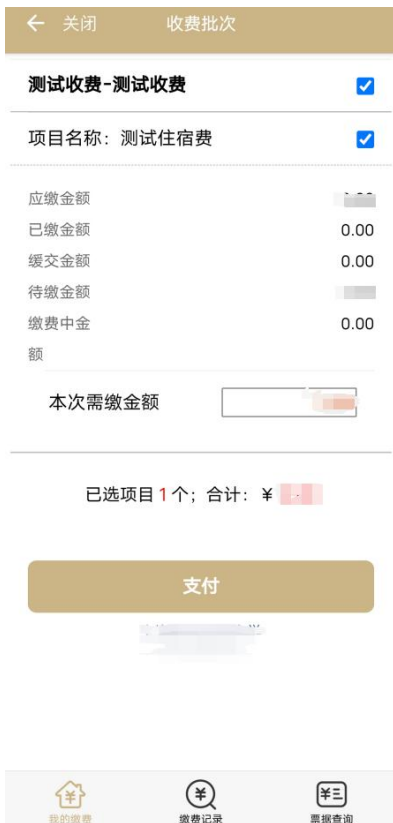 关闭 收费批次
测试收费-测试收费
项目名称：测试住宿费
应缴金额
已缴金额 0.00
缓交金额 0.00
待缴金额
缴费中金 0.00
额
本次需缴金额
已选项目1个；合计：￥
支付
我的缴费 缴费记录 票据查询